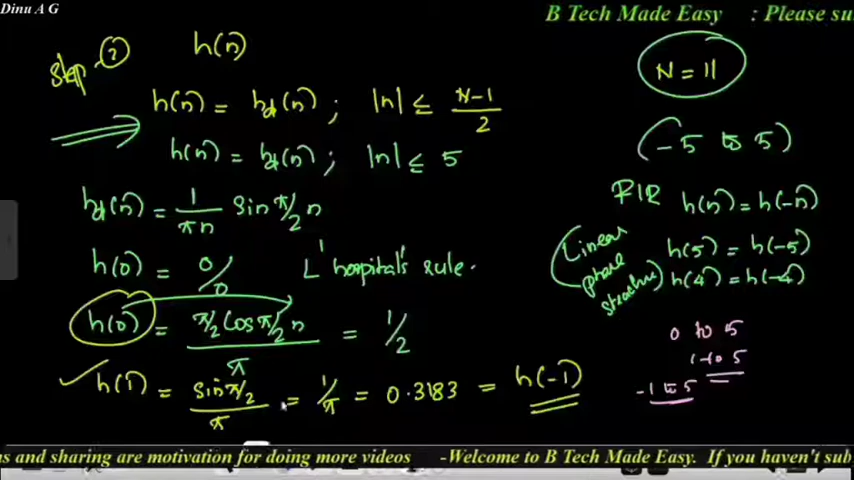 Dinu A G
B Tech Made Easy : Please su
Step - ② h(n)
h(n) = hd(n) ; |n| ≤ N-1/2
h(n) = hd(n) ; |n| ≤ 5
hd(n) = 1/πn Sin π/2 n
h(0) = 0/0 L' hospital's rule.
h(0) = π/2 Cos π/2 n / π = 1/2
h(1) = Sin π/2 / π = 1/π = 0.3183 = h(-1)
N = 11
(-5 to 5)
FIR h(n) = h(-n)
(Linear phase structure)
h(5) = h(-5)
h(4) = h(-4)
0 to 5
1 to 5
-1 to 5
s and sharing are motivation for doing more videos -Welcome to B Tech Made Easy. If you haven't sub